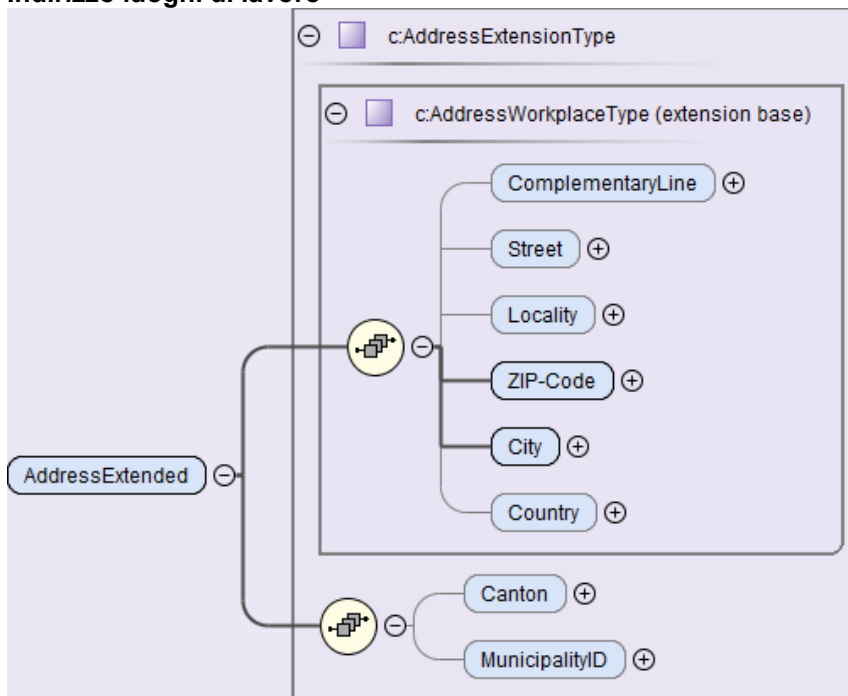 Indirizzo luoghi di lavoro
c:AddressExtensionType
c:AddressWorkplaceType (extension base)
ComplementaryLine
Street
Locality
ZIP-Code
City
AddressExtended
Country
Canton
MunicipalityID